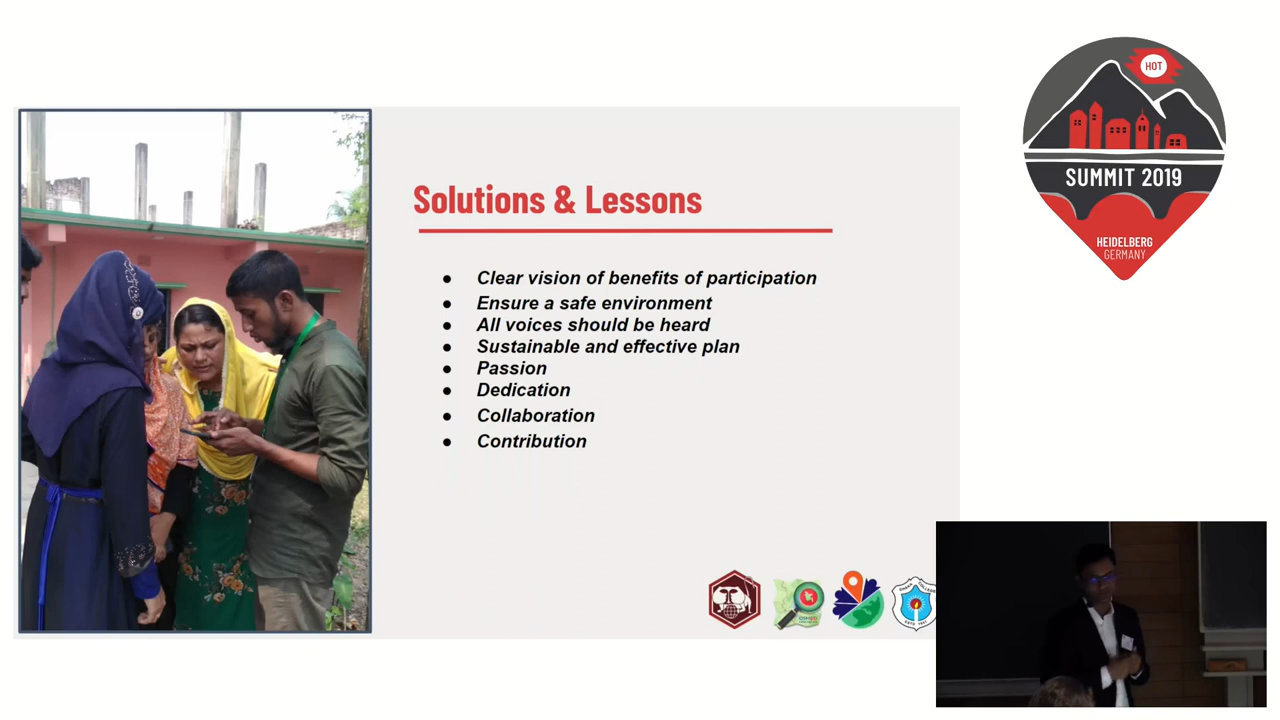 Solutions & Lessons
● Clear vision of benefits of participation
● Ensure a safe environment
● All voices should be heard
● Sustainable and effective plan
● Passion
● Dedication
● Collaboration
● Contribution
HOT
SUMMIT 2019
HEIDELBERG
GERMANY